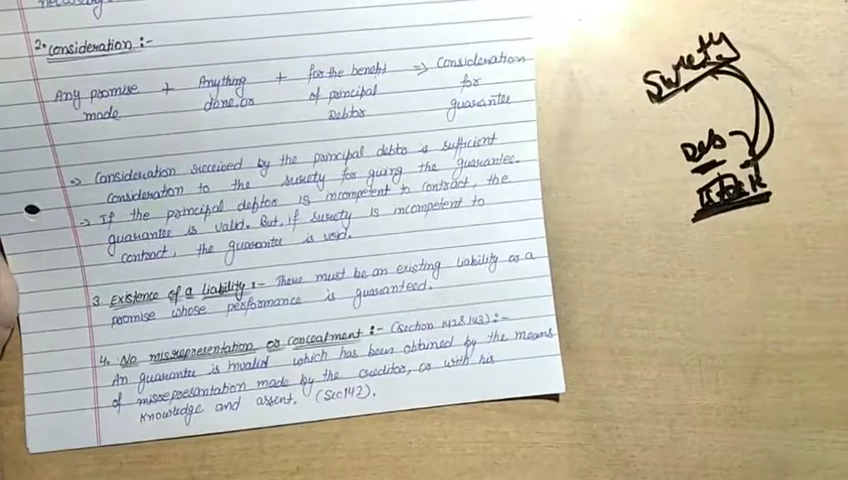 2. Consideration :-
Any promise made + Anything done, or + for the benefit of principal Debtor => Consideration for guarantee
-> Consideration received by the principal debto is sufficient
consideration to the surety for giving the guarantee.
-> If the principal debtor is incompetent to contract, the
guarantee is valid. But, if surety is incompetent to
contract, the guarantee is void.
3. Existence of a liability :- There must be an existing liability or a
promise whose performance is guaranteed.
4. No misrepresentation or concealment :- (Section 142 & 143) :-
An guarantee is invalid which has been obtained by the means
of misrepresantation made by the creditor, or with his
knowledge and assent. (Sec 142).
Surety
Deb